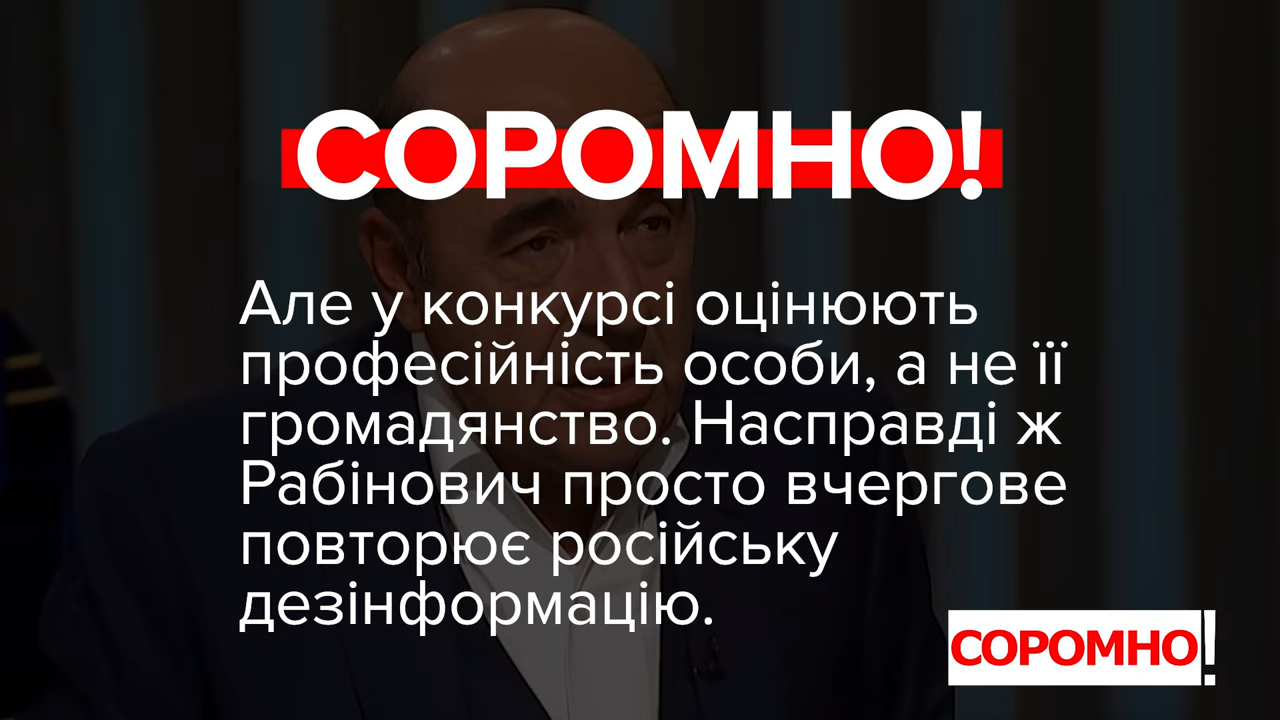 СОРОМНО!
Але у конкурсі оцінюють
професійність особи, а не її
громадянство. Насправді ж
Рабінович просто вчергове
повторює російську
дезінформацію.
СОРОМНО!